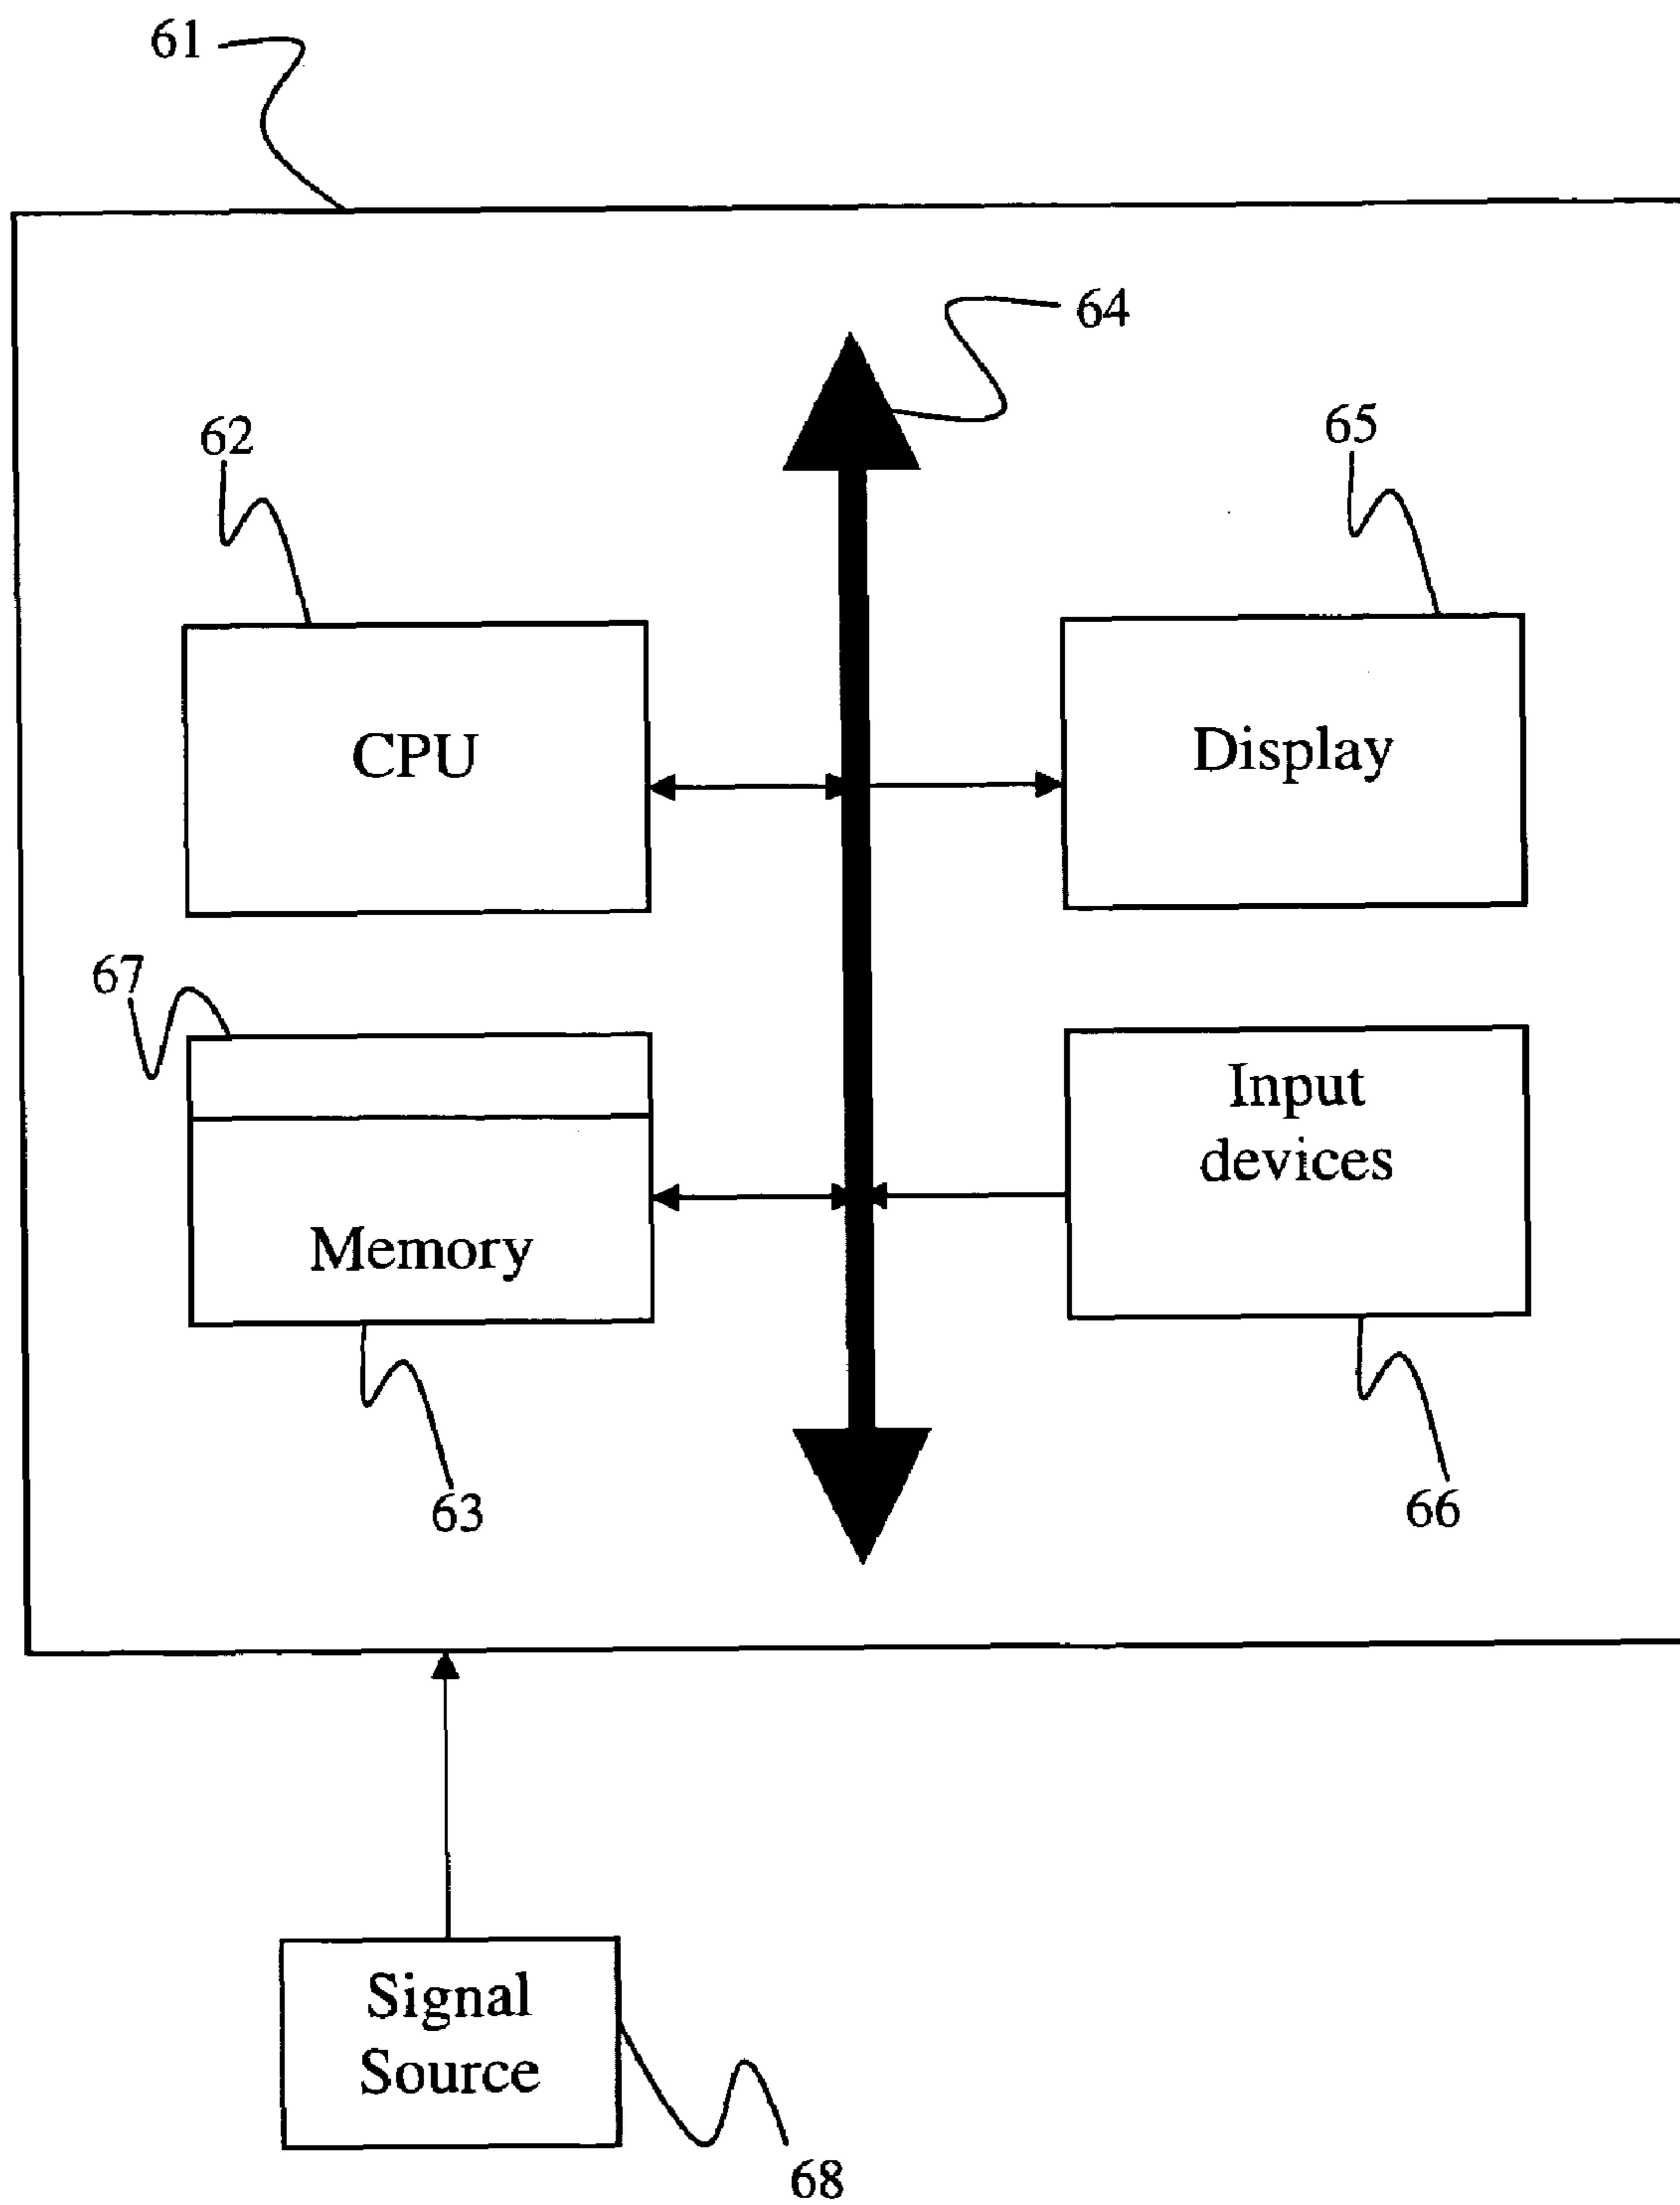 61
64
62
65
CPU
Display
67
Input
devices
Memory
63
66
Signal
Source
68